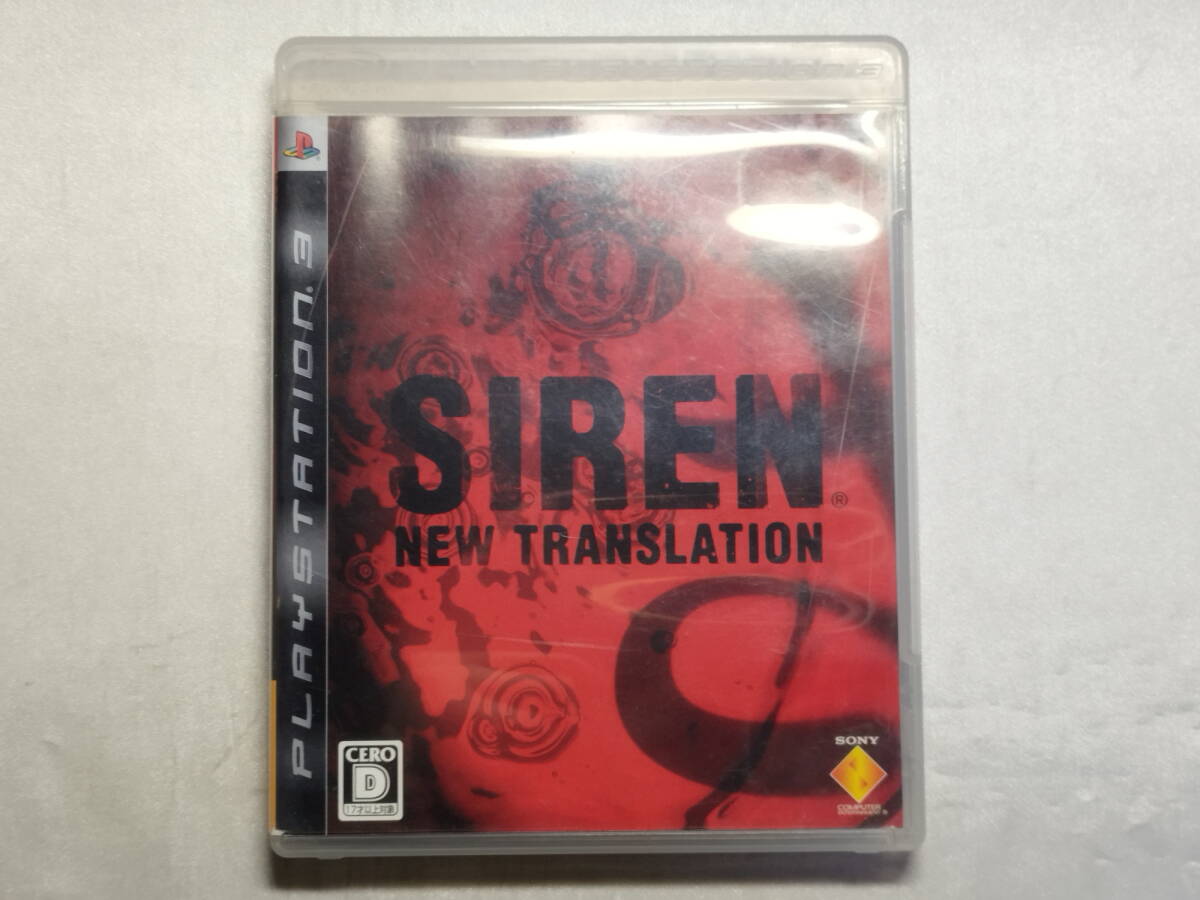 PLAYSTATION 3
SIREN®
NEW TRANSLATION
CERO
D
17才以上対象
SONY
COMPUTER
ENTERTAINMENT